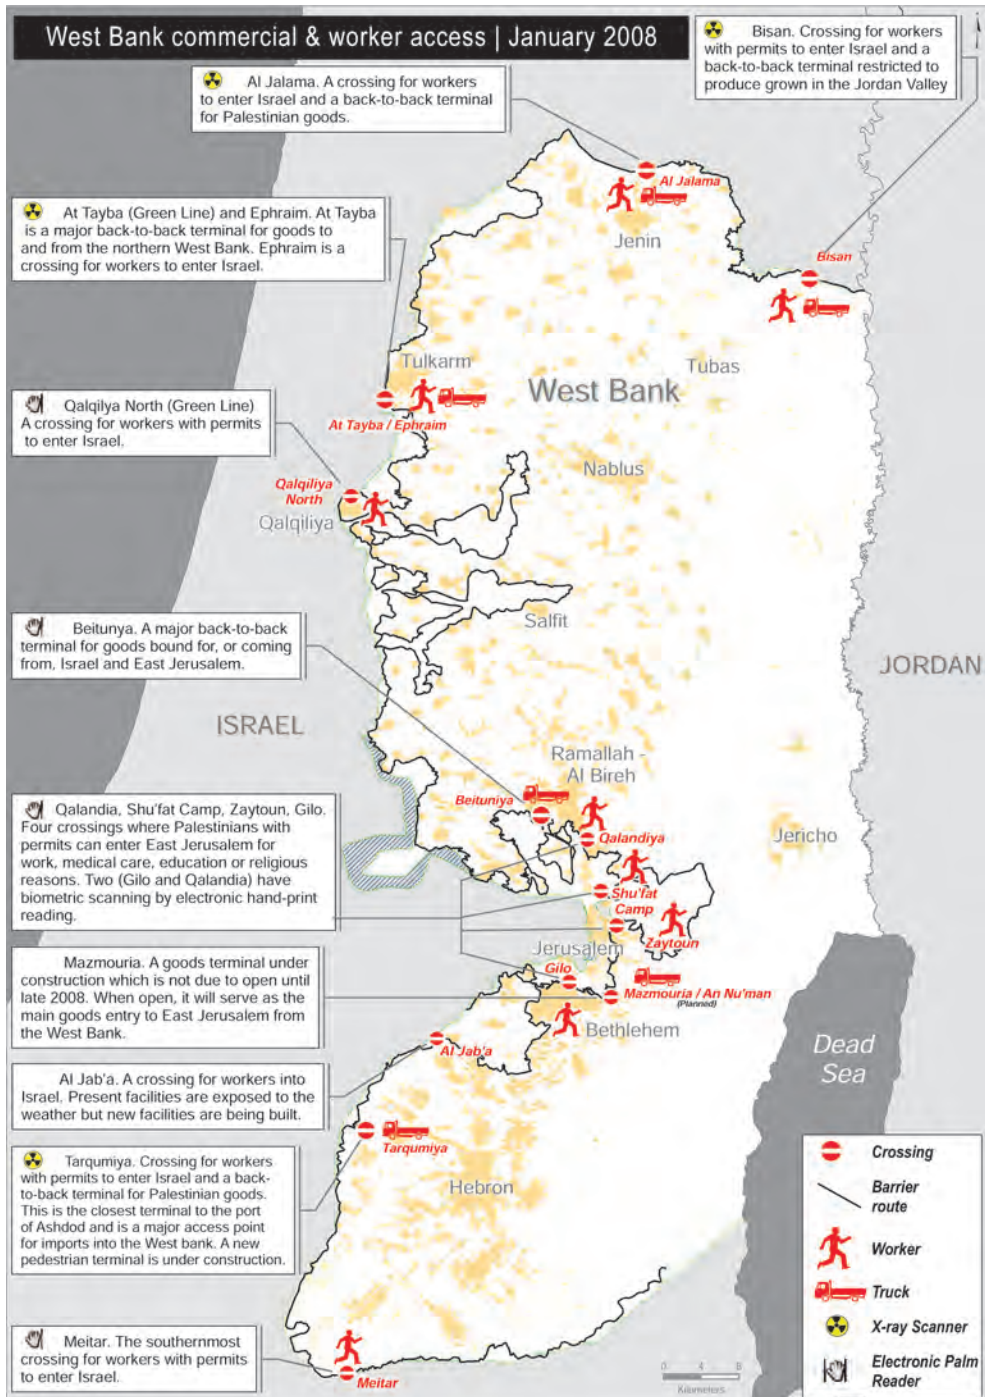 West Bank commercial & worker access | January 2008
Bisan. Crossing for workers
with permits to enter Israel and a
back-to-back terminal restricted to
produce grown in the Jordan Valley
Al Jalama. A crossing for workers
to enter Israel and a back-to-back terminal
for Palestinian goods.
At Tayba (Green Line) and Ephraim. At Tayba
is a major back-to-back terminal for goods to
and from the northern West Bank. Ephraim is a
crossing for workers to enter Israel.
Al Jalama
Jenin
Bisan
Tulkarm
Tubas
West Bank
At Tayba / Ephraim
Qalqilya North (Green Line)
A crossing for workers with permits
to enter Israel.
Nablus
Qalqiliya
North
Qalqiliya
Salfit
Beitunya. A major back-to-back
terminal for goods bound for, or coming
from, Israel and East Jerusalem.
JORDAN
ISRAEL
Ramallah -
Al Bireh
Beituniya
Qalandiya
Jericho
Qalandia, Shu'fat Camp, Zaytoun, Gilo.
Four crossings where Palestinians with
permits can enter East Jerusalem for
work, medical care, education or religious
reasons. Two (Gilo and Qalandia) have
biometric scanning by electronic hand-print
reading.
Shu'fat
Camp
Zaytoun
Jerusalem
Gilo
Mazmouria / An Nu'man
(Planned)
Bethlehem
Mazmouria. A goods terminal under
construction which is not due to open until
late 2008. When open, it will serve as the
main goods entry to East Jerusalem from
the West Bank.
Al Jab'a
Dead
Sea
Al Jab'a. A crossing for workers into
Israel. Present facilities are exposed to the
weather but new facilities are being built.
Tarqumiya
Hebron
Tarqumiya. Crossing for workers
with permits to enter Israel and a back-
to-back terminal for Palestinian goods.
This is the closest terminal to the port
of Ashdod and is a major access point
for imports into the West bank. A new
pedestrian terminal is under construction.
Meitar. The southernmost
crossing for workers with permits
to enter Israel.
Meitar
Crossing
Barrier
route
Worker
Truck
X-ray Scanner
Electronic Palm
Reader
0 4 8
Kilometers